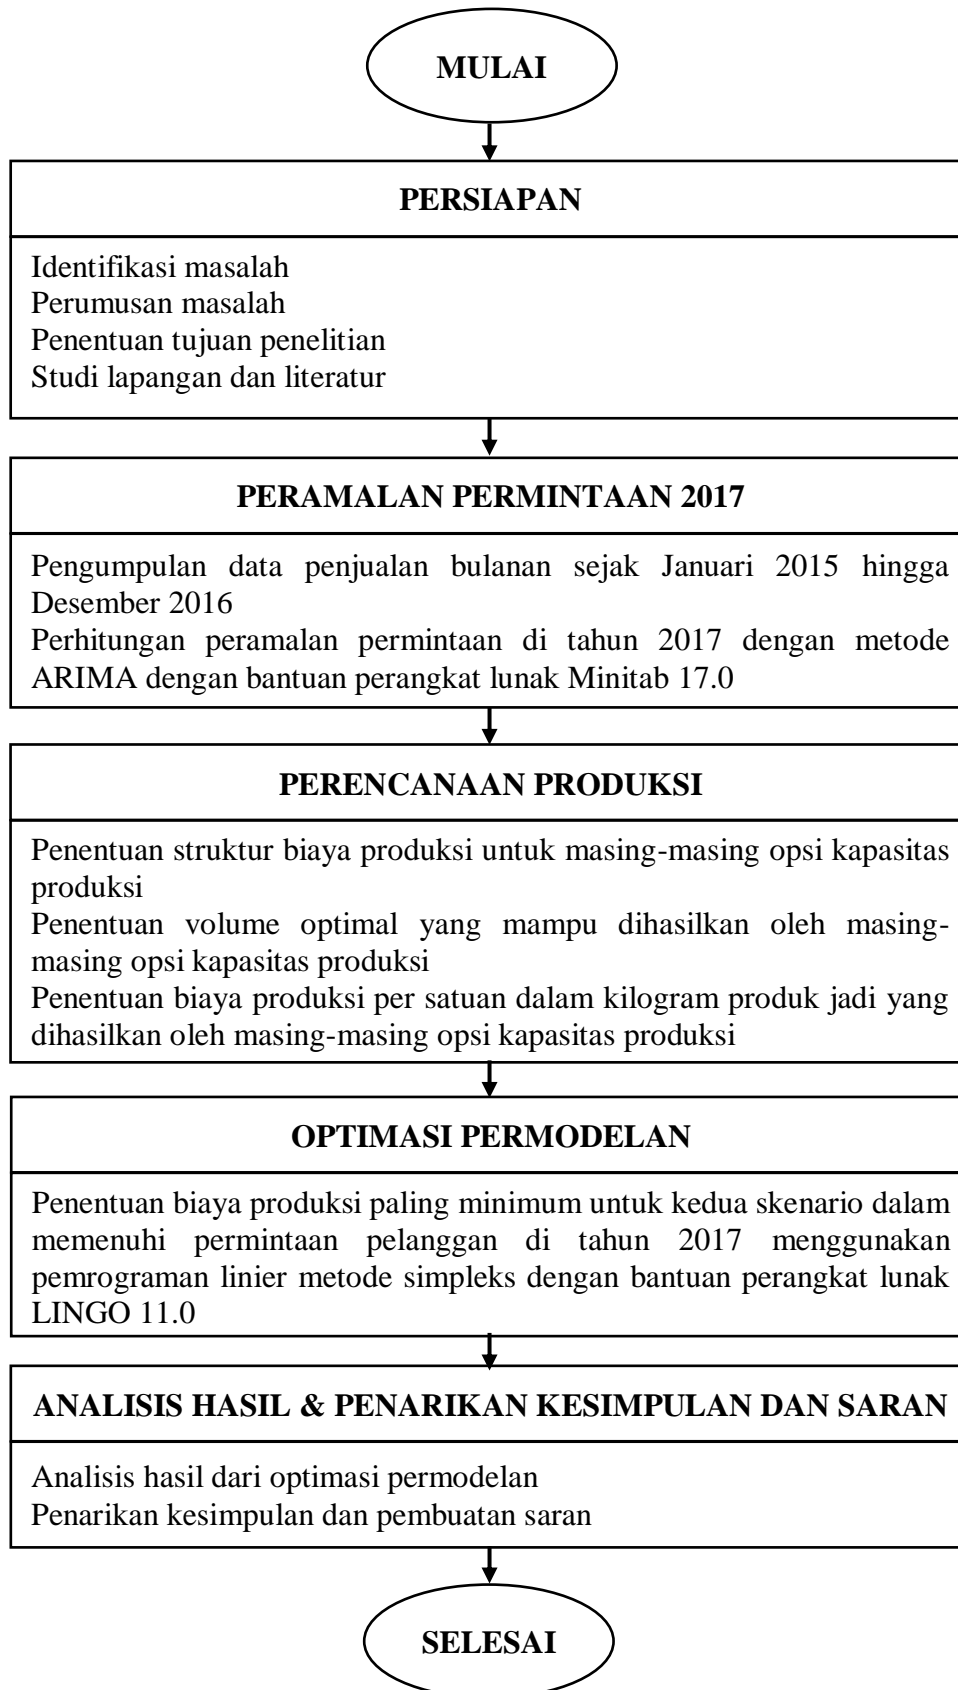 MULAI
PERSIAPAN
Identifikasi masalah
Perumusan masalah
Penentuan tujuan penelitian
Studi lapangan dan literatur
PERAMALAN PERMINTAAN 2017
Pengumpulan data penjualan bulanan sejak Januari 2015 hingga
Desember 2016
Perhitungan peramalan permintaan di tahun 2017 dengan metode
ARIMA dengan bantuan perangkat lunak Minitab 17.0
PERENCANAAN PRODUKSI
Penentuan struktur biaya produksi untuk masing-masing opsi kapasitas
produksi
Penentuan volume optimal yang mampu dihasilkan oleh masing-
masing opsi kapasitas produksi
Penentuan biaya produksi per satuan dalam kilogram produk jadi yang
dihasilkan oleh masing-masing opsi kapasitas produksi
OPTIMASI PERMODELAN
Penentuan biaya produksi paling minimum untuk kedua skenario dalam
memenuhi permintaan pelanggan di tahun 2017 menggunakan
pemrograman linier metode simpleks dengan bantuan perangkat lunak
LINGO 11.0
ANALISIS HASIL & PENARIKAN KESIMPULAN DAN SARAN
Analisis hasil dari optimasi permodelan
Penarikan kesimpulan dan pembuatan saran
SELESAI